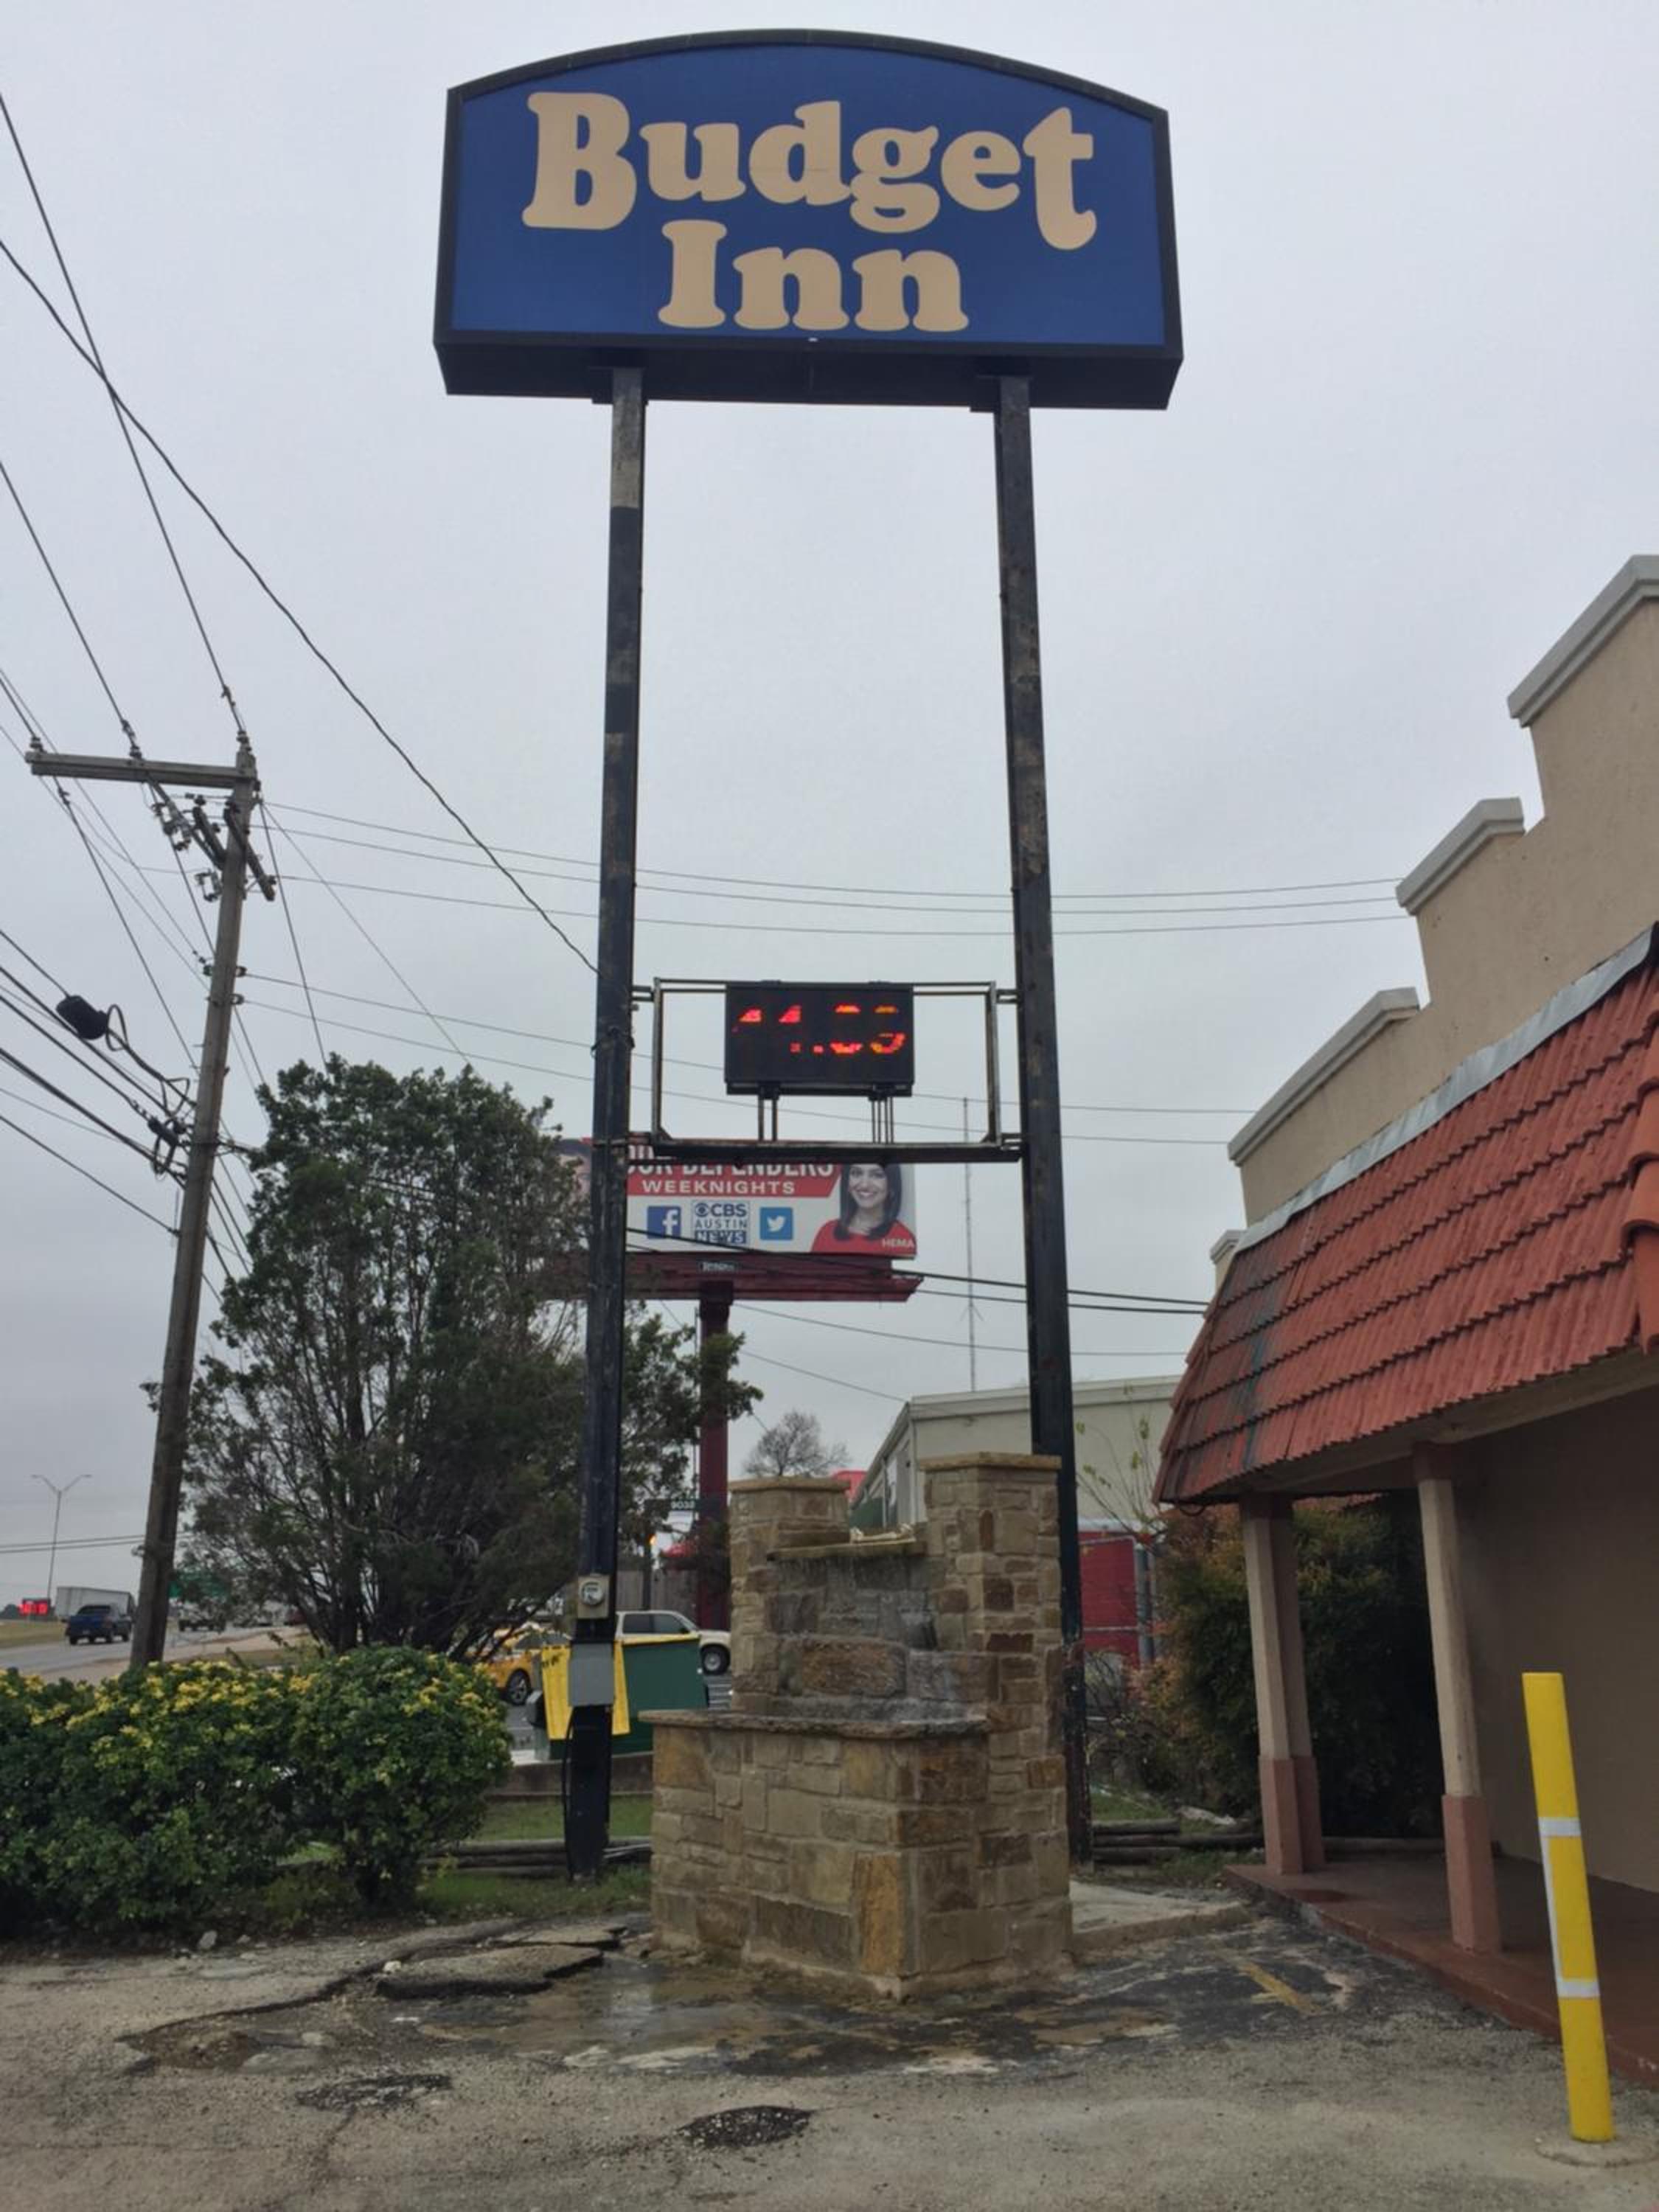 Budget
Inn
WEEKNIGHTS
CBS
AUSTIN
NEWS
HEMA